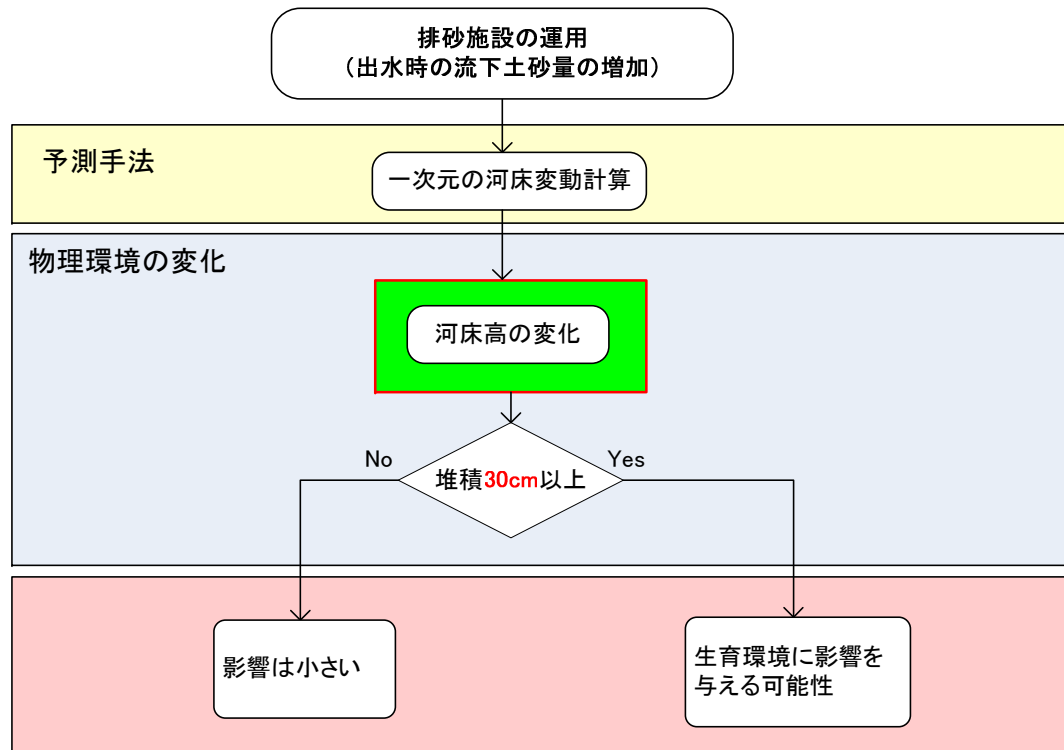 排砂施設の運用
（出水時の流下土砂量の増加）
予測手法
一次元の河床変動計算
物理環境の変化
河床高の変化
No
Yes
堆積30cm以上
影響は小さい
生育環境に影響を
与える可能性